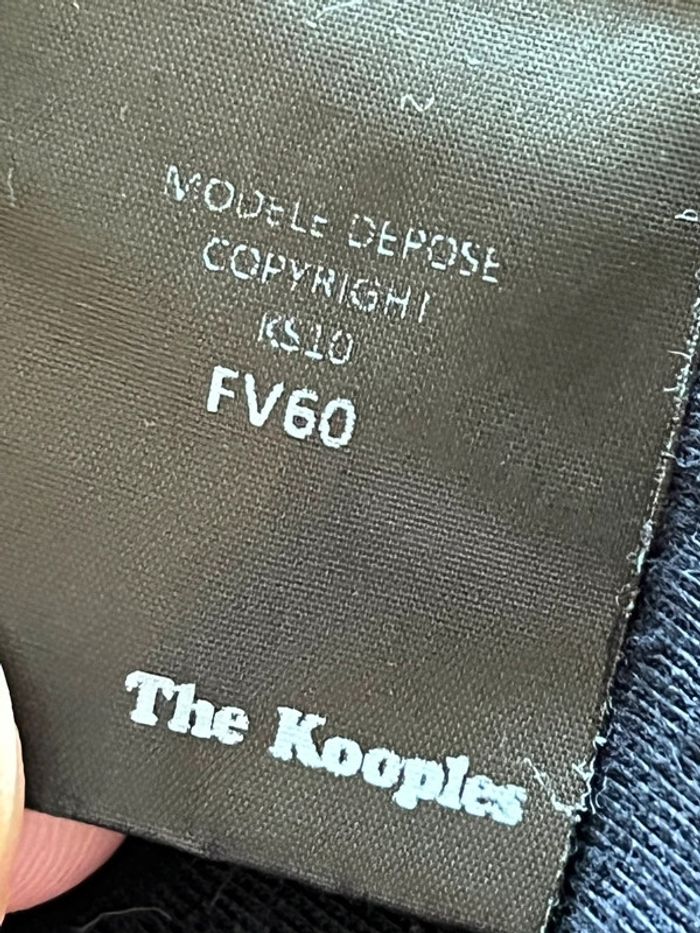 MODELE DEPOSE
COPYRIGHT
KS10
FV60
The Kooples